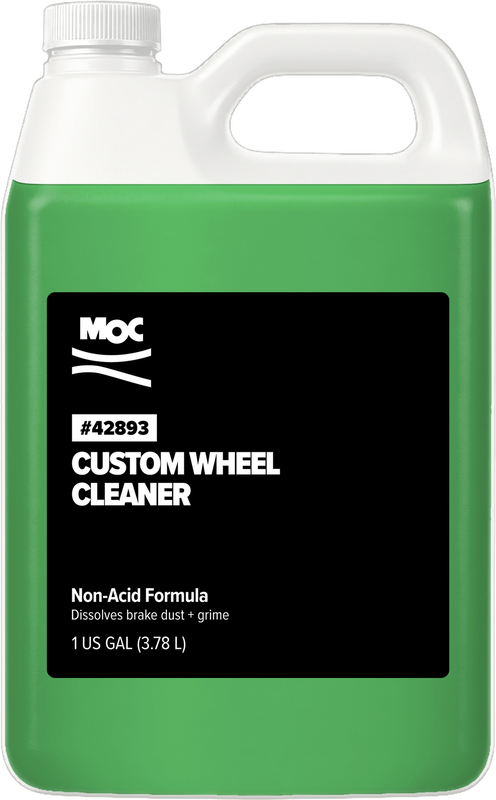 MOC
#42893
CUSTOM WHEEL
CLEANER
Non-Acid Formula
Dissolves brake dust + grime
1 US GAL (3.78 L)